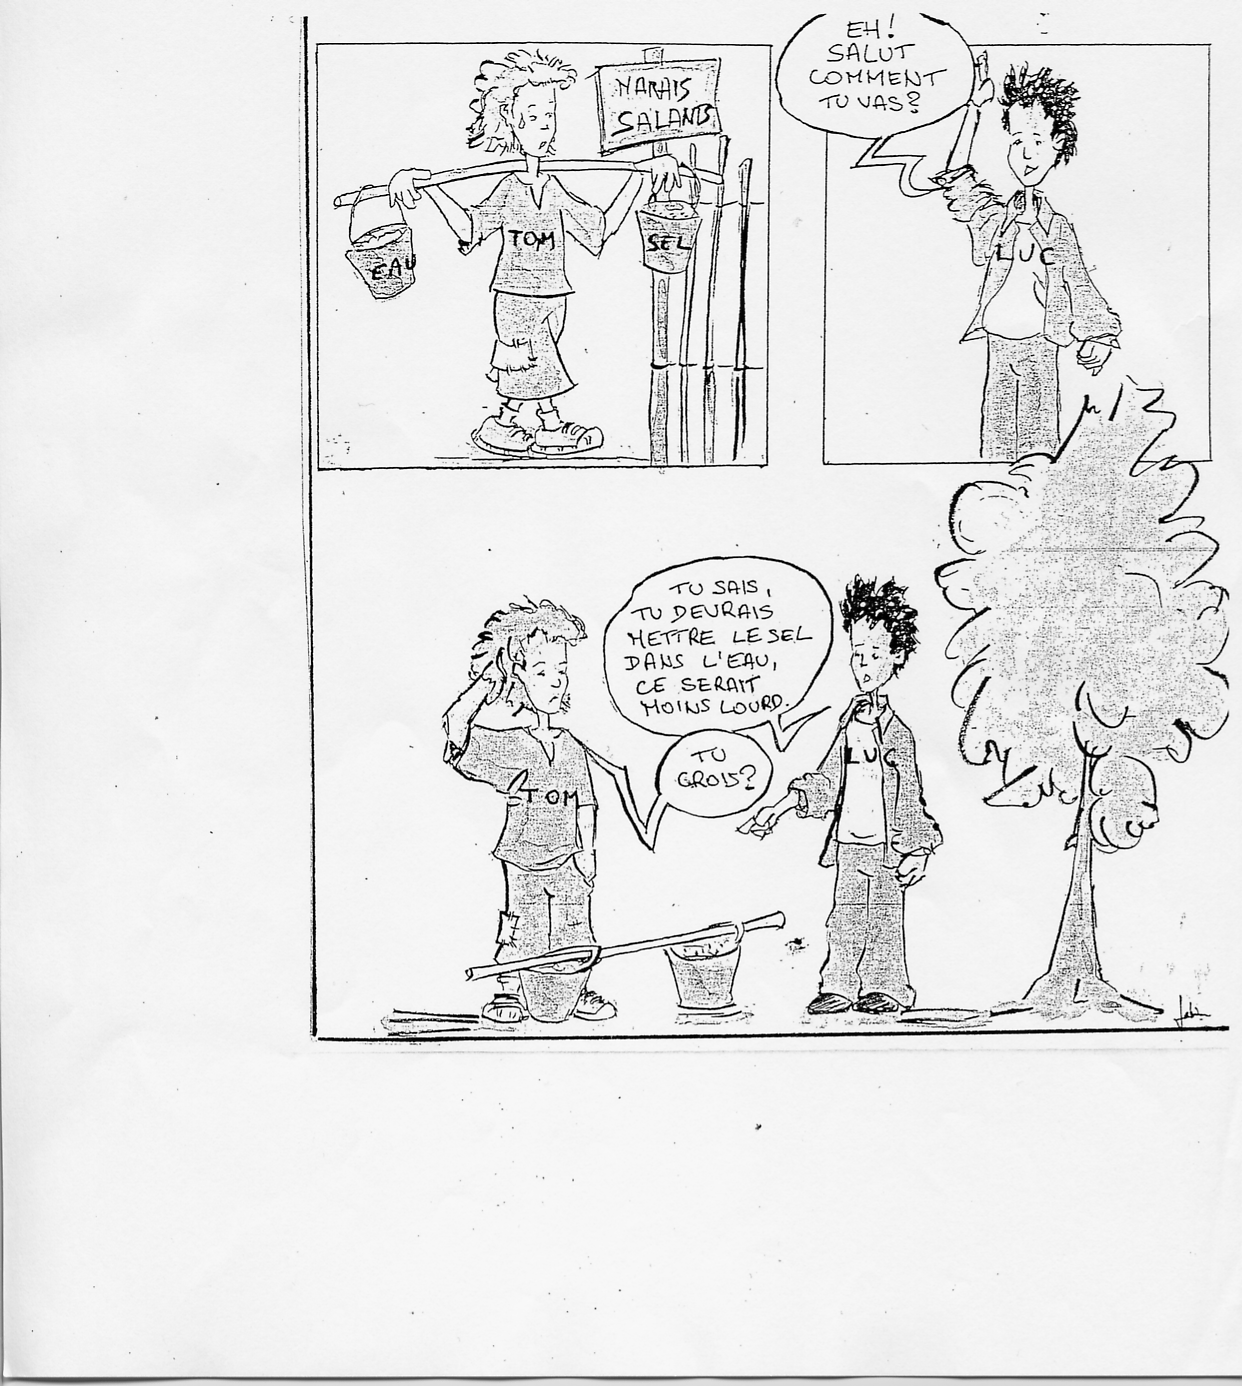 MARAIS
SALANTS
TOM
EAU
SEL
EH!
SALUT
COMMENT
TU VAS?
LUC
TU SAIS,
TU DEVRAIS
METTRE LE SEL
DANS L'EAU,
CE SERAIT
MOINS LOURD.
TU
CROIS?
TOM
LUC